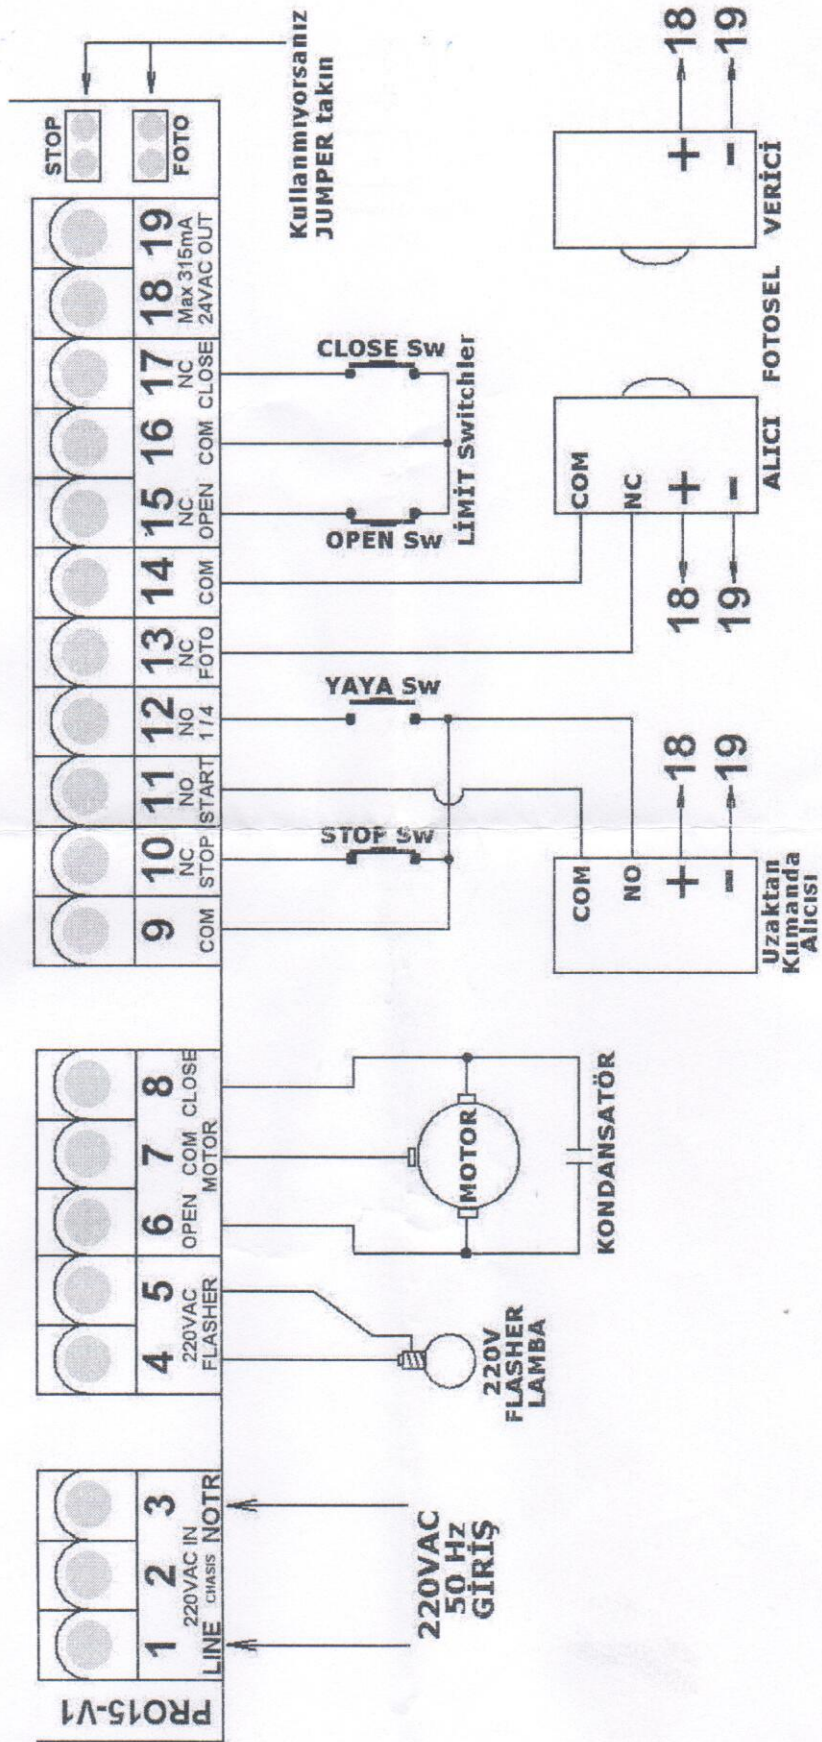 PRO15-V1
1 2 3
220VAC IN
LINE CHASIS NOTR
4 5
220VAC
FLASHER
6 7 8
OPEN COM CLOSE
MOTOR
9 10 11 12 13 14 15 16 17 18 19
COM
NC
STOP
NO
START
NO
1/4
NC
FOTO
COM
NC
OPEN
COM
NC
CLOSE
Max 315mA
24VAC OUT
STOP
FOTO
Kullanmıyorsanız
JUMPER takın
220VAC
50 Hz
GİRİŞ
220V
FLASHER
LAMBA
MOTOR
KONDANSATÖR
STOP Sw
YAYA Sw
OPEN Sw
CLOSE Sw
LİMİT switchler
COM
NO
+ 18
- 19
Uzaktan
Kumanda
Alıcısı
COM
NC
18 +
19 -
ALICI
FOTOSEL
VERİCİ
+ 18
- 19